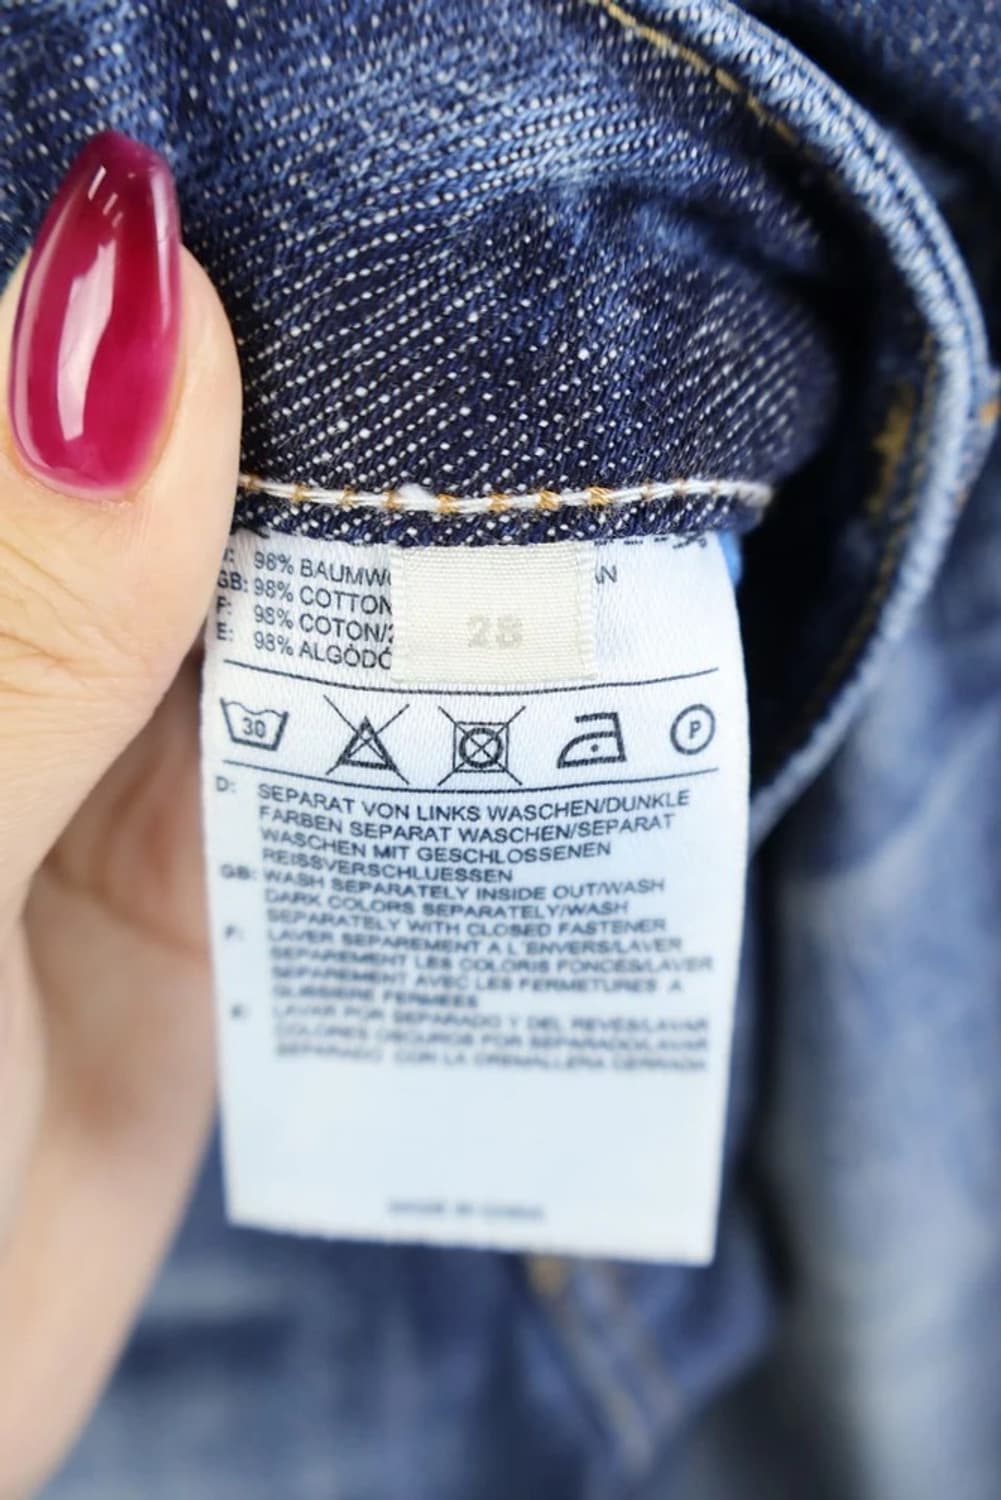 98% BAUMWO
GB: 98% COTTON
F: 98% COTON/2
E: 98% ALGODÓ
28
30
P
D: SEPARAT VON LINKS WASCHEN/DUNKLE
FARBEN SEPARAT WASCHEN/SEPARAT
WASCHEN MIT GESCHLOSSENEN
REISSVERSCHLUESSEN
GB: WASH SEPARATELY INSIDE OUT/WASH
DARK COLORS SEPARATELY/WASH
SEPARATELY WITH CLOSED FASTENER
F: LAVER SEPAREMENT A L'ENVERS/LAVER
SEPAREMENT LES COLORIS FONCES/LAVER
SEPAREMENT AVEC LES FERMETURES A
GLISSIERE FERMEES
E: LAVAR POR SEPARADO Y DEL REVES/LAVAR
COLORES OSCUROS POR SEPARADO/LAVAR
SEPARADO CON LA CREMALLERA CERRADA
MADE IN CHINA